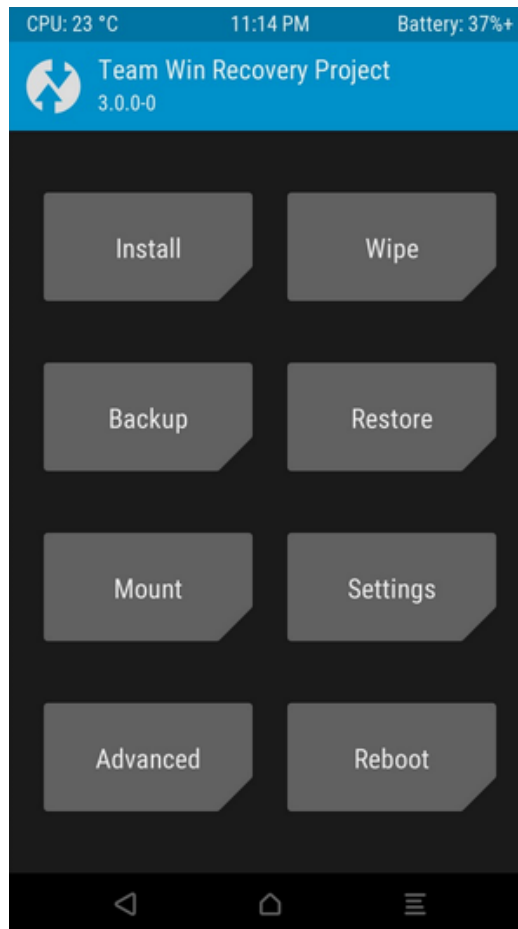 CPU: 23 °C 11:14 PM Battery: 37%+
Team Win Recovery Project
3.0.0-0
Install Wipe
Backup Restore
Mount Settings
Advanced Reboot